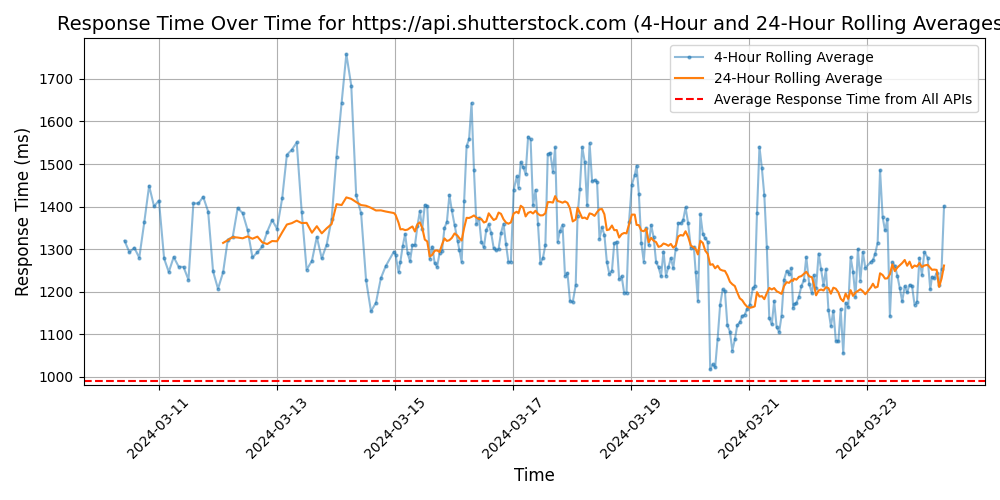 Response Time Over Time for https://api.shutterstock.com (4-Hour and 24-Hour Rolling Averages
4-Hour Rolling Average
24-Hour Rolling Average
Average Response Time from All APIs
Response Time (ms)
1700
1600
1500
1400
1300
1200
1100
1000
2024-03-11
2024-03-13
2024-03-15
2024-03-17
2024-03-19
2024-03-21
2024-03-23
Time